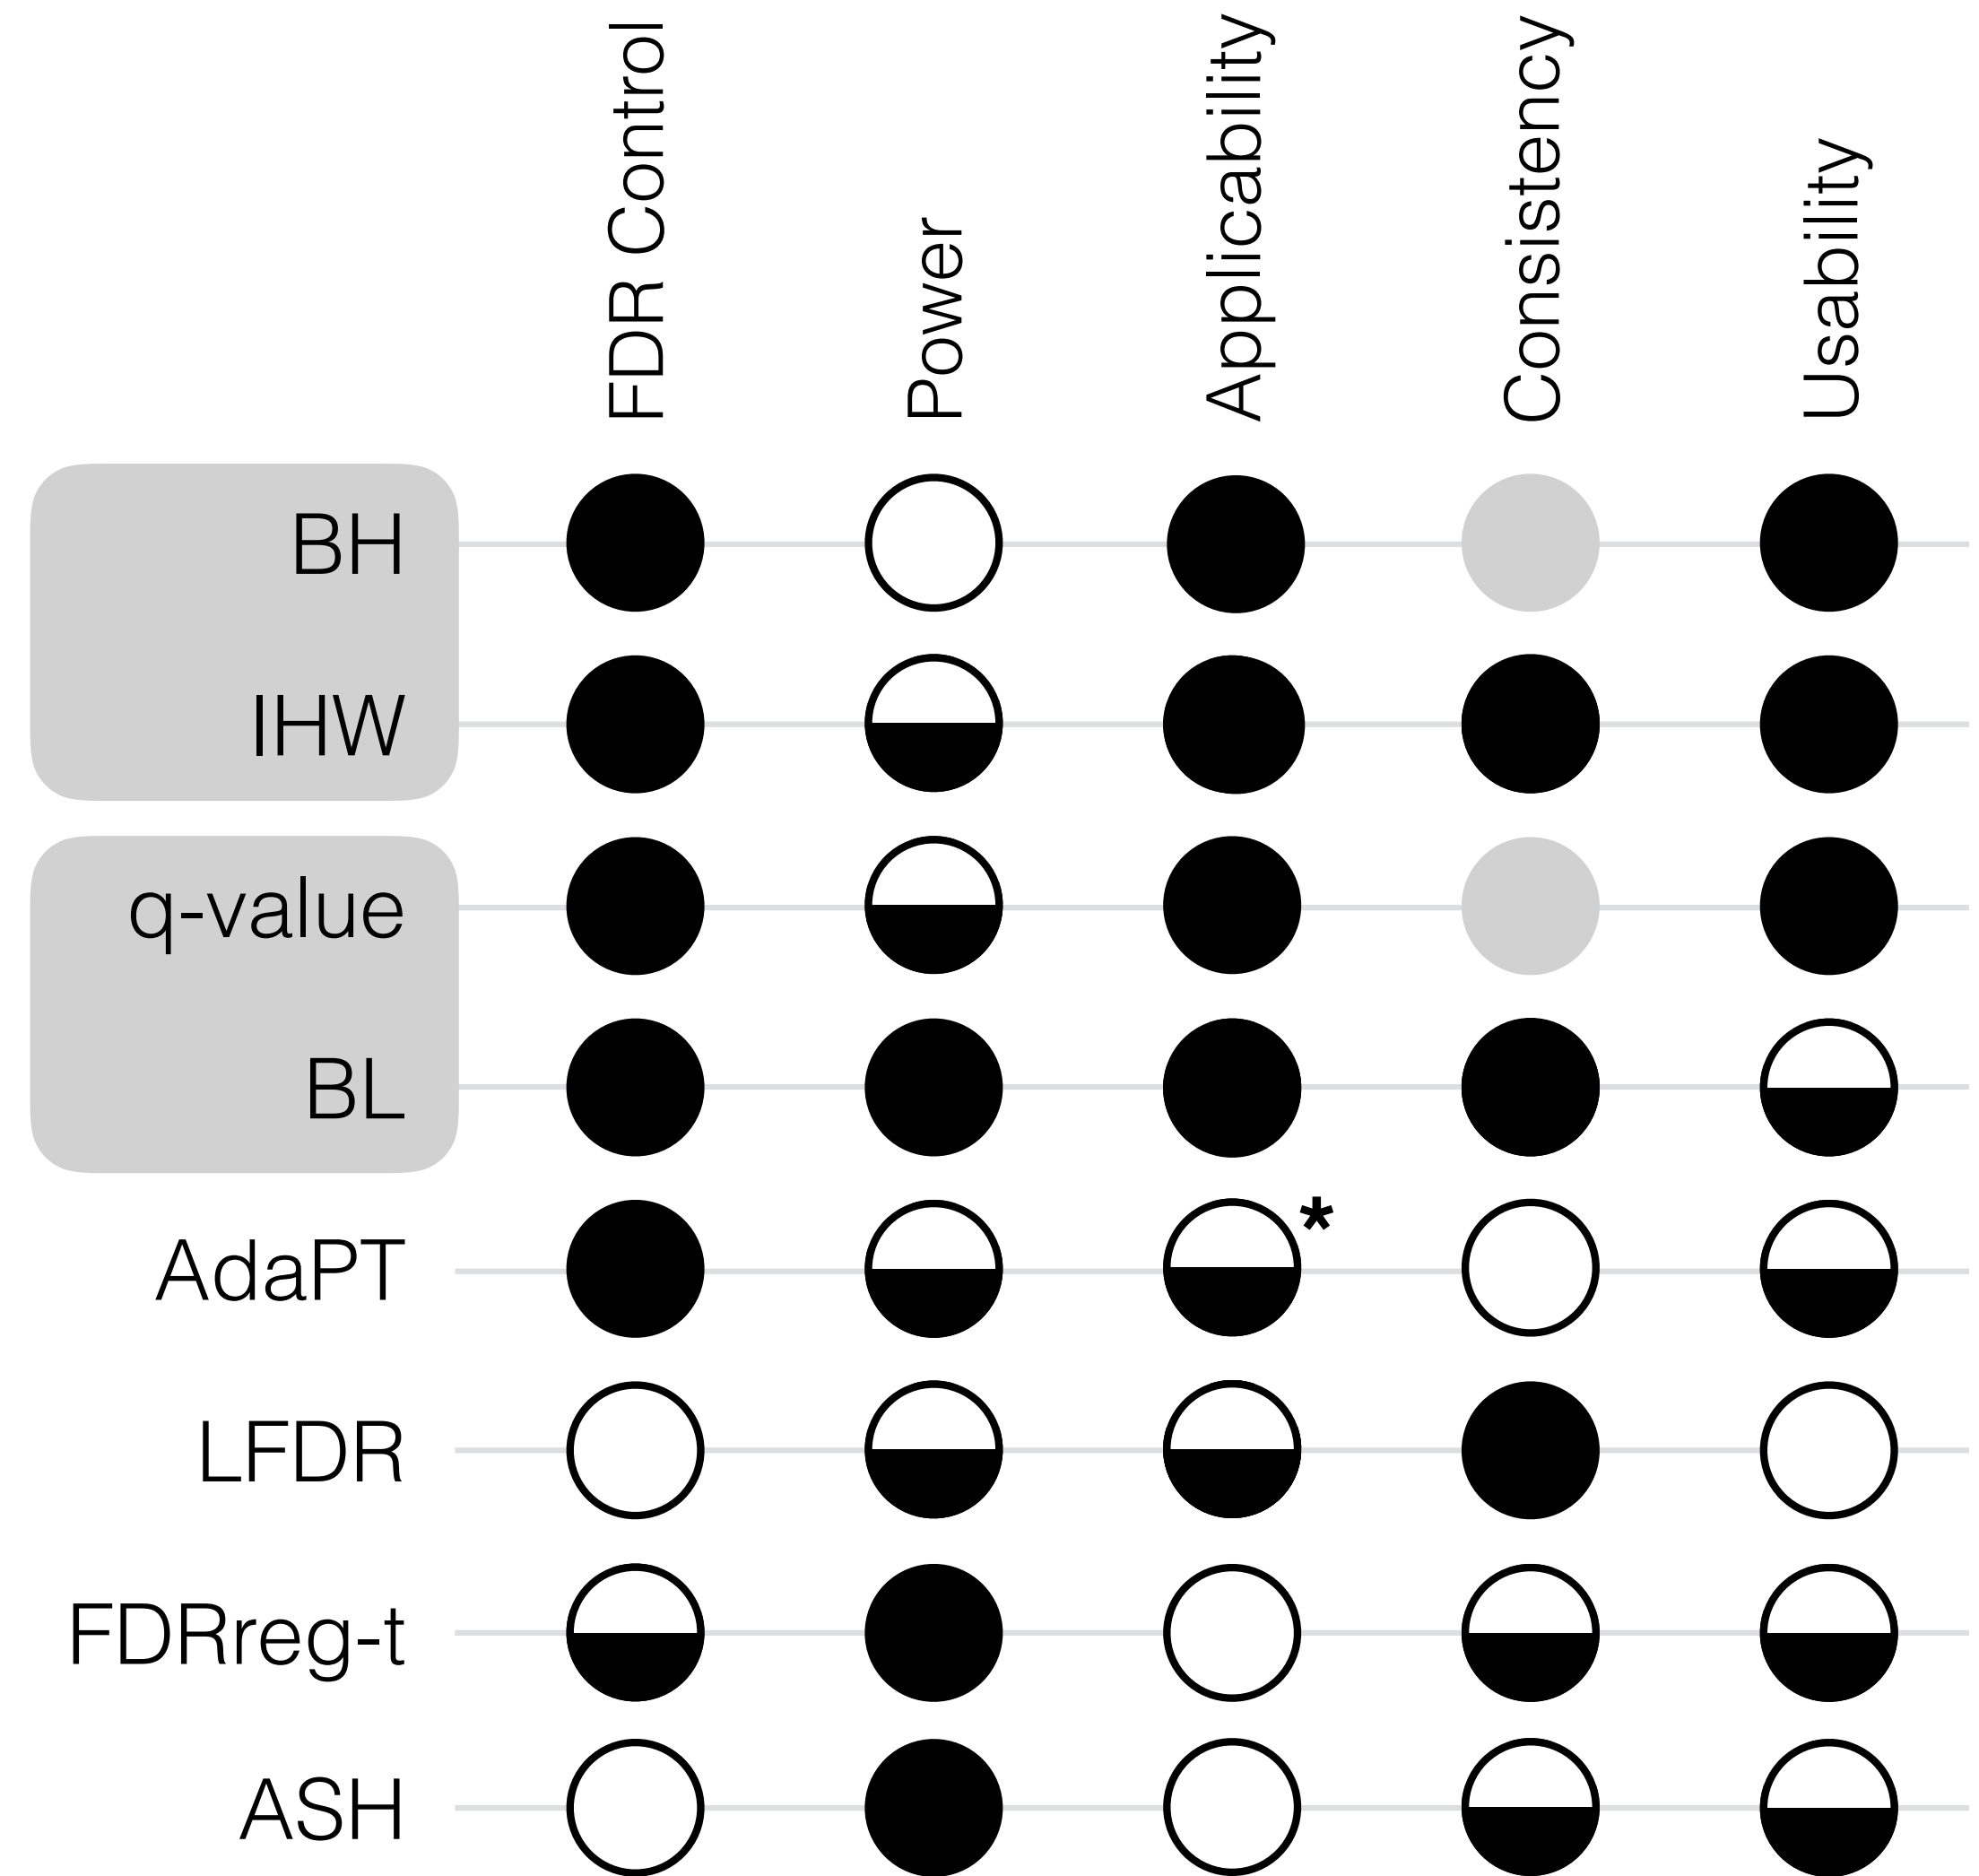 FDR Control
Power
Applicability
Consistency
Usability
BH
IHW
q-value
BL
AdaPT
*
LFDR
FDRreg-t
ASH